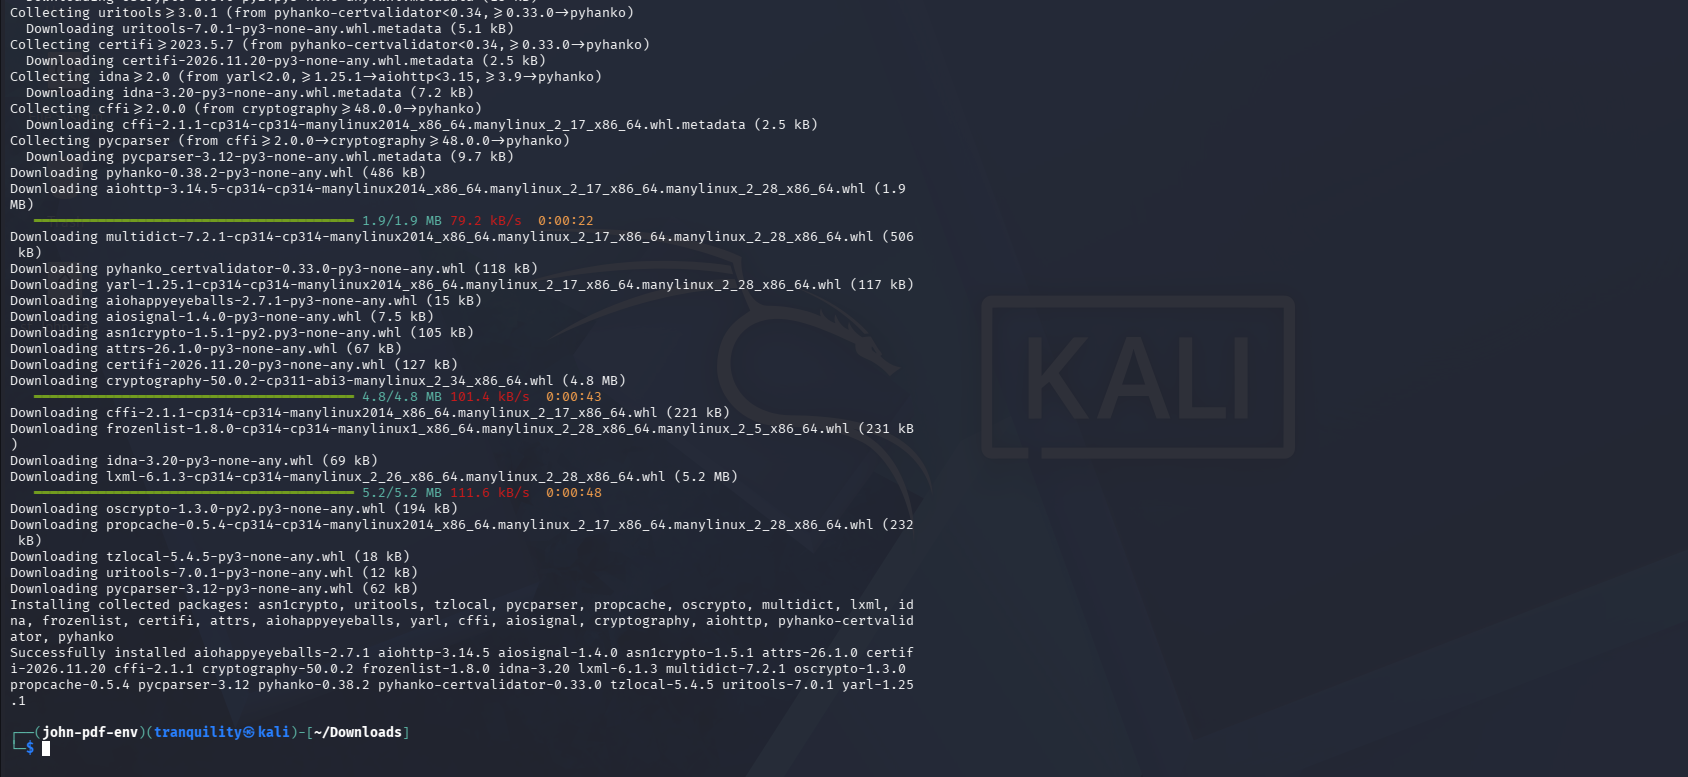 Collecting uritools>=3.0.1 (from pyhanko-certvalidator<0.34,>=0.33.0->pyhanko)
  Downloading uritools-7.0.1-py3-none-any.whl.metadata (5.1 kB)
Collecting certifi>=2023.5.7 (from pyhanko-certvalidator<0.34,>=0.33.0->pyhanko)
  Downloading certifi-2026.11.20-py3-none-any.whl.metadata (2.5 kB)
Collecting idna>=2.0 (from yarl<2.0,>=1.25.1->aiohttp<3.15,>=3.9->pyhanko)
  Downloading idna-3.20-py3-none-any.whl.metadata (7.2 kB)
Collecting cffi>=2.0.0 (from cryptography>=48.0.0->pyhanko)
  Downloading cffi-2.1.1-cp314-cp314-manylinux2014_x86_64.manylinux_2_17_x86_64.whl.metadata (2.5 kB)
Collecting pycparser (from cffi>=2.0.0->cryptography>=48.0.0->pyhanko)
  Downloading pycparser-3.12-py3-none-any.whl.metadata (9.7 kB)
Downloading pyhanko-0.38.2-py3-none-any.whl (486 kB)
Downloading aiohttp-3.14.5-cp314-cp314-manylinux2014_x86_64.manylinux_2_17_x86_64.manylinux_2_28_x86_64.whl (1.9
MB)
1.9/1.9 MB 79.2 kB/s  0:00:22
Downloading multidict-7.2.1-cp314-cp314-manylinux2014_x86_64.manylinux_2_17_x86_64.manylinux_2_28_x86_64.whl (506
 kB)
Downloading pyhanko_certvalidator-0.33.0-py3-none-any.whl (118 kB)
Downloading yarl-1.25.1-cp314-cp314-manylinux2014_x86_64.manylinux_2_17_x86_64.manylinux_2_28_x86_64.whl (117 kB)
Downloading aiohappyeyeballs-2.7.1-py3-none-any.whl (15 kB)
Downloading aiosignal-1.4.0-py3-none-any.whl (7.5 kB)
Downloading asn1crypto-1.5.1-py2.py3-none-any.whl (105 kB)
Downloading attrs-26.1.0-py3-none-any.whl (67 kB)
Downloading certifi-2026.11.20-py3-none-any.whl (127 kB)
Downloading cryptography-50.0.2-cp311-abi3-manylinux_2_34_x86_64.whl (4.8 MB)
4.8/4.8 MB 101.4 kB/s  0:00:43
Downloading cffi-2.1.1-cp314-cp314-manylinux2014_x86_64.manylinux_2_17_x86_64.whl (221 kB)
Downloading frozenlist-1.8.0-cp314-cp314-manylinux1_x86_64.manylinux_2_28_x86_64.manylinux_2_5_x86_64.whl (231 kB
)
Downloading idna-3.20-py3-none-any.whl (69 kB)
Downloading lxml-6.1.3-cp314-cp314-manylinux_2_26_x86_64.manylinux_2_28_x86_64.whl (5.2 MB)
5.2/5.2 MB 111.6 kB/s  0:00:48
Downloading oscrypto-1.3.0-py2.py3-none-any.whl (194 kB)
Downloading propcache-0.5.4-cp314-cp314-manylinux2014_x86_64.manylinux_2_17_x86_64.manylinux_2_28_x86_64.whl (232
 kB)
Downloading tzlocal-5.4.5-py3-none-any.whl (18 kB)
Downloading uritools-7.0.1-py3-none-any.whl (12 kB)
Downloading pycparser-3.12-py3-none-any.whl (62 kB)
Installing collected packages: asn1crypto, uritools, tzlocal, pycparser, propcache, oscrypto, multidict, lxml, id
na, frozenlist, certifi, attrs, aiohappyeyeballs, yarl, cffi, aiosignal, cryptography, aiohttp, pyhanko-certvalid
ator, pyhanko
Successfully installed aiohappyeyeballs-2.7.1 aiohttp-3.14.5 aiosignal-1.4.0 asn1crypto-1.5.1 attrs-26.1.0 certif
i-2026.11.20 cffi-2.1.1 cryptography-50.0.2 frozenlist-1.8.0 idna-3.20 lxml-6.1.3 multidict-7.2.1 oscrypto-1.3.0
propcache-0.5.4 pycparser-3.12 pyhanko-0.38.2 pyhanko-certvalidator-0.33.0 tzlocal-5.4.5 uritools-7.0.1 yarl-1.25
.1
┌──(john-pdf-env)(tranquility㉿kali)-[~/Downloads]
└─$
KALI